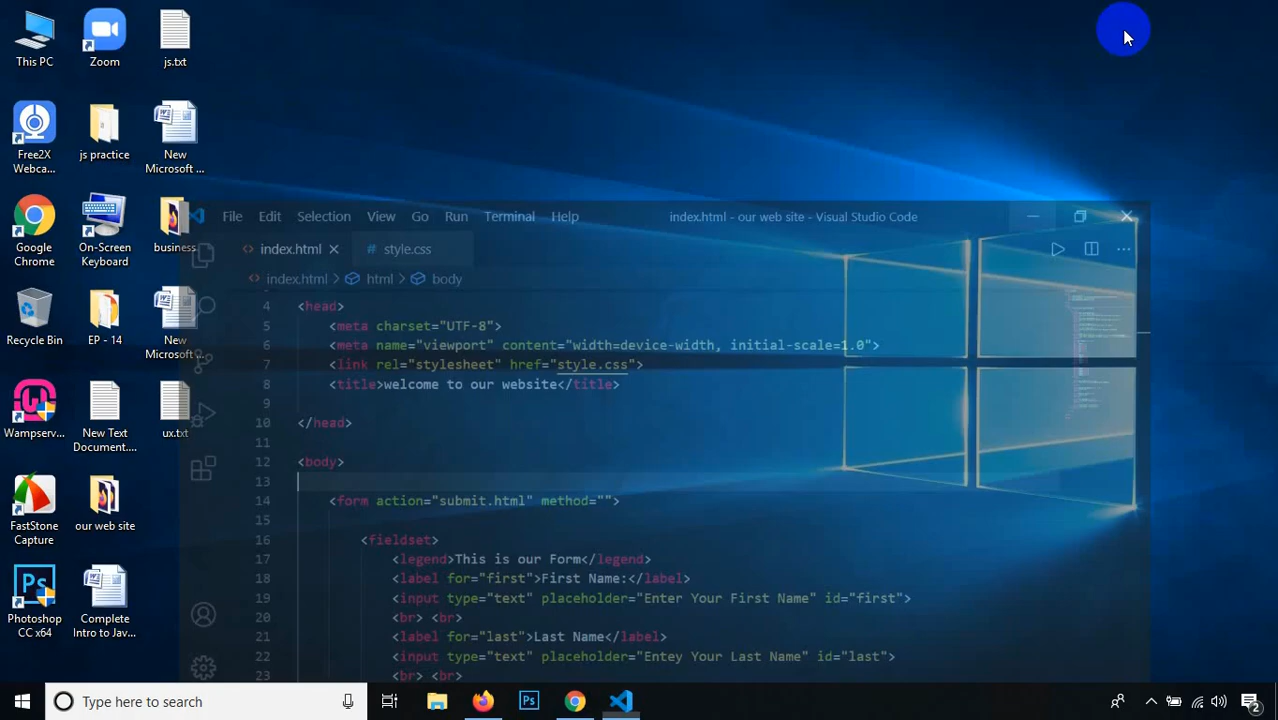 This PC
Zoom
js.txt
Free2X
Webca...
js practice
New
Microsoft ...
Google
Chrome
On-Screen
Keyboard
business
Recycle Bin
EP - 14
New
Microsoft ...
Wampserv...
New Text
Document....
ux.txt
FastStone
Capture
our web site
Photoshop
CC x64
Complete
Intro to Jav...
File Edit Selection View Go Run Terminal Help index.html - our web site - Visual Studio Code
index.html style.css
index.html > html > body
4 <head>
5 <meta charset="UTF-8">
6 <meta name="viewport" content="width=device-width, initial-scale=1.0">
7 <link rel="stylesheet" href="style.css">
8 <title>welcome to our website</title>
9
10 </head>
11
12 <body>
13
14 <form action="submit.html" method="">
15
16 <fieldset>
17 <legend>This is our Form</legend>
18 <label for="first">First Name:</label>
19 <input type="text" placeholder="Enter Your First Name" id="first">
20 <br> <br>
21 <label for="last">Last Name</label>
22 <input type="text" placeholder="Entey Your Last Name" id="last">
23 <br> <br>
Type here to search
Ps
2